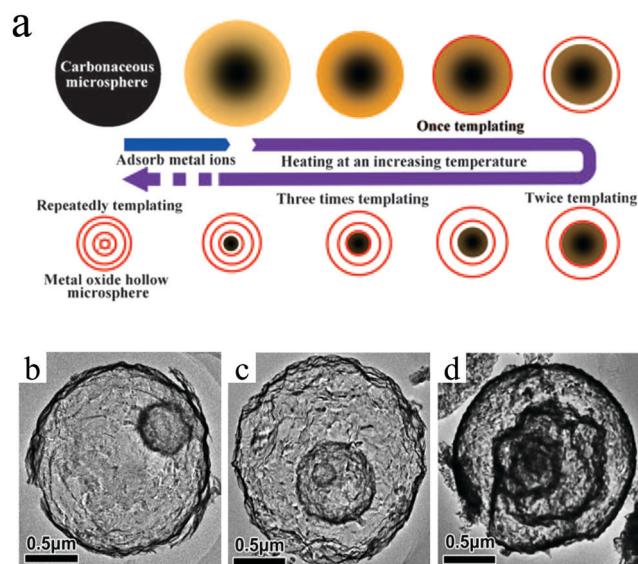 a
Carbonaceous
microsphere
Once templating
Adsorb metal ions
Heating at an increasing temperature
Repeatedly templating
Three times templating
Twice templating
Metal oxide hollow
microsphere
b
c
d
0.5μm
0.5μm
0.5μm